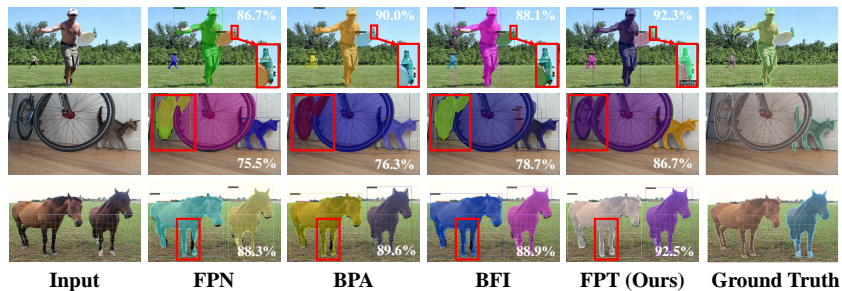 86.7% 90.0% 88.1% 92.3%
75.5% 76.3% 78.7% 86.7%
88.3% 89.6% 88.9% 92.5%
Input FPN BPA BFI FPT (Ours) Ground Truth